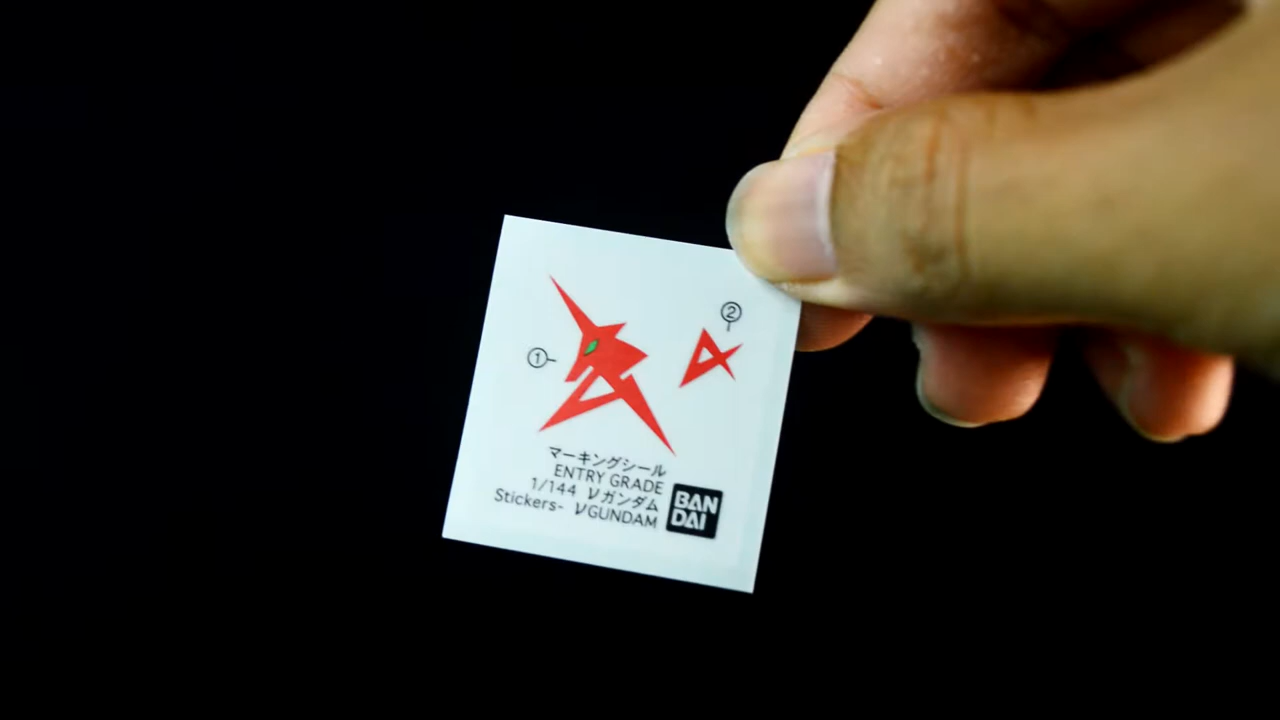 ①
②
マーキングシール
ENTRY GRADE
1/144 νガンダム
Stickers- νGUNDAM
BAN
DAI